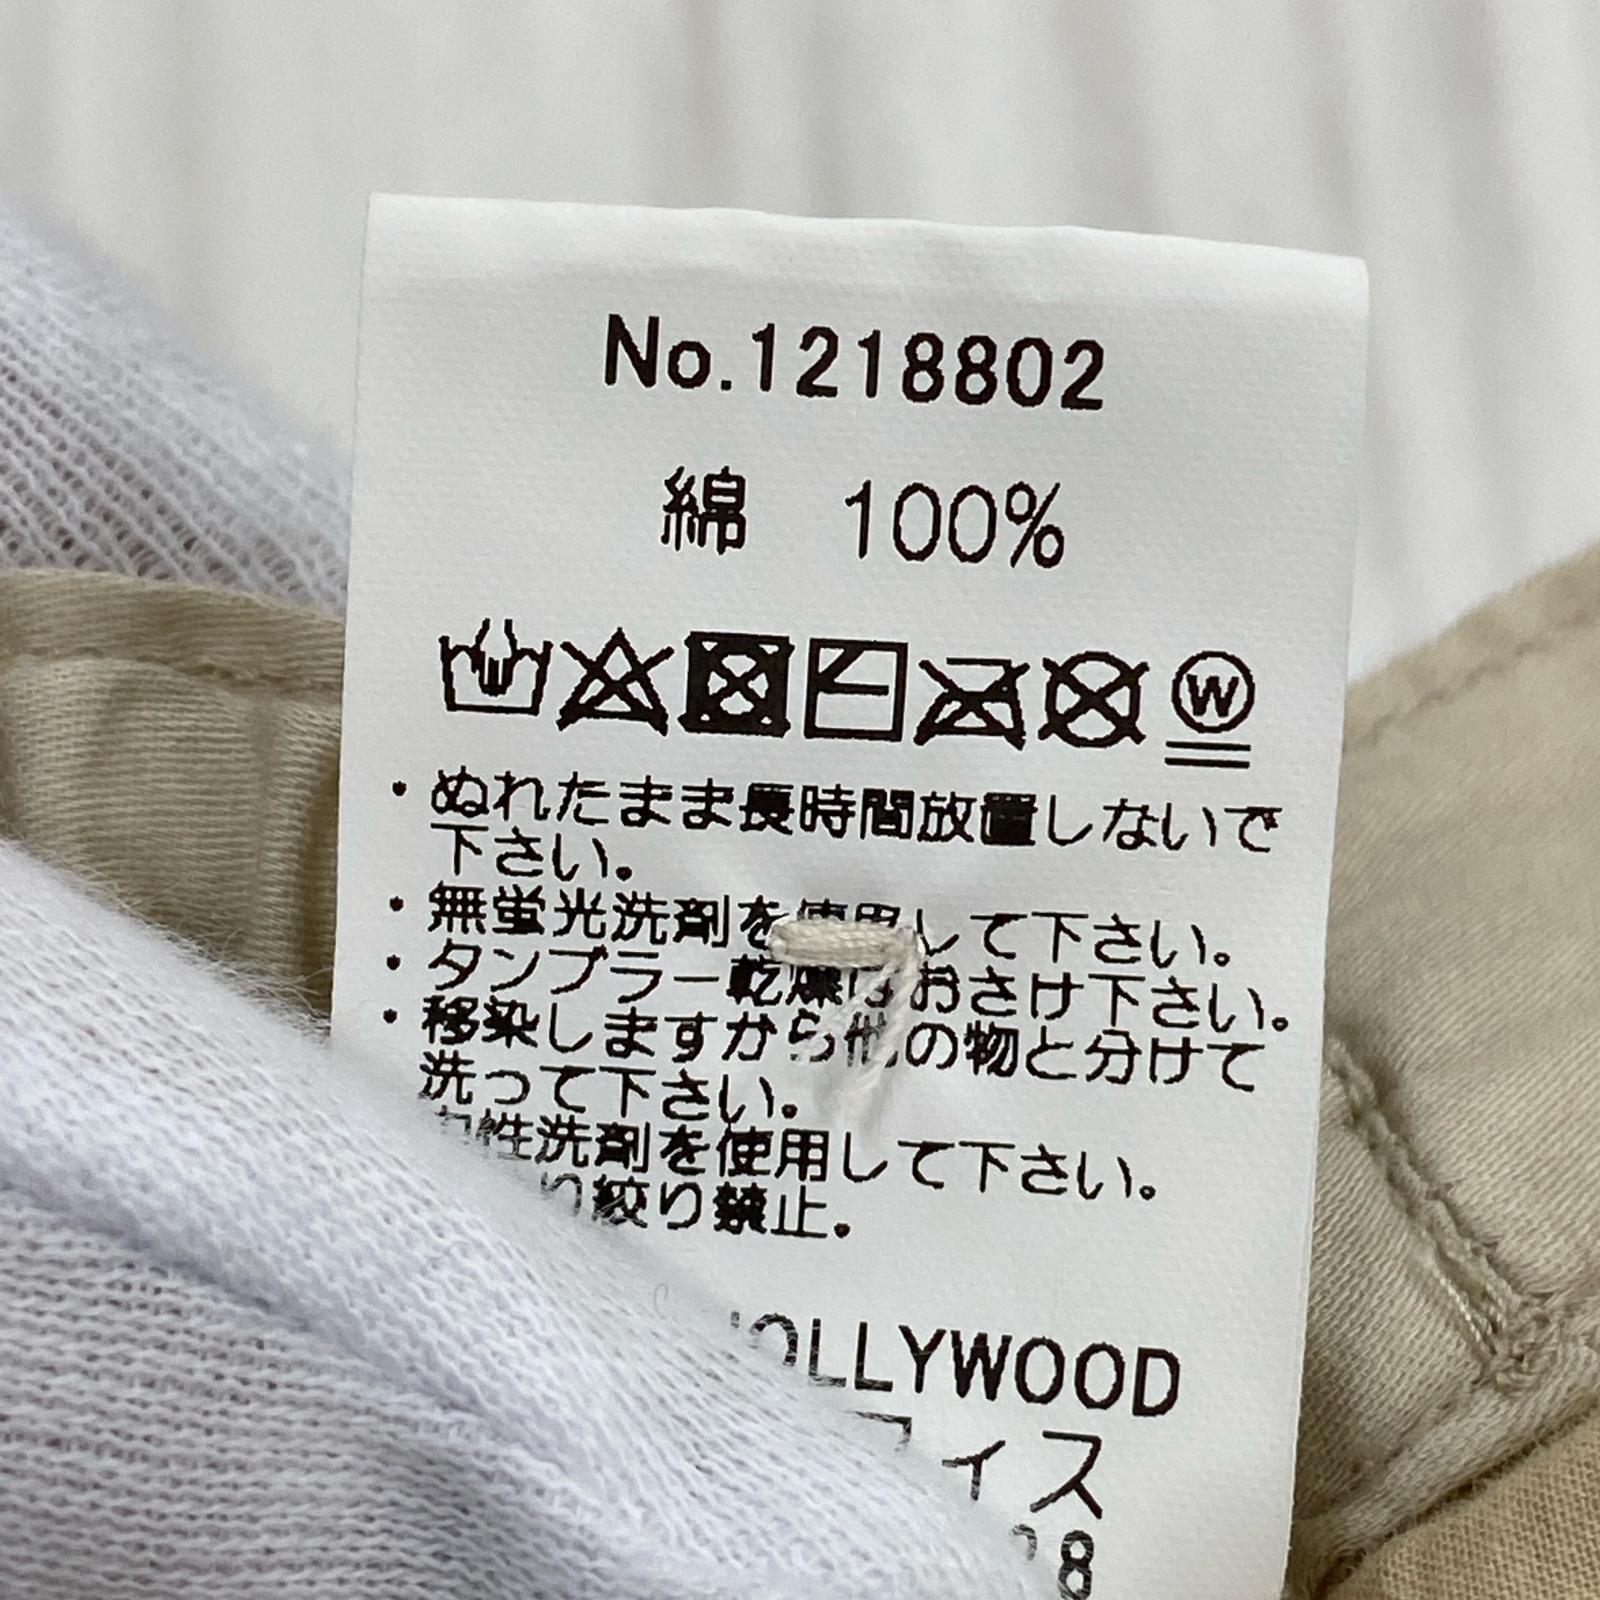 No.1218802
綿 100%
W
・ぬれたまま長時間放置しないで
下さい。
・無蛍光洗剤を使用して下さい。
・タンブラー乾燥はおさけ下さい。
・移染しますから他の物と分けて
洗って下さい。
性洗剤を使用して下さい。
り絞り禁止。
HOLLYWOOD
フィス
8